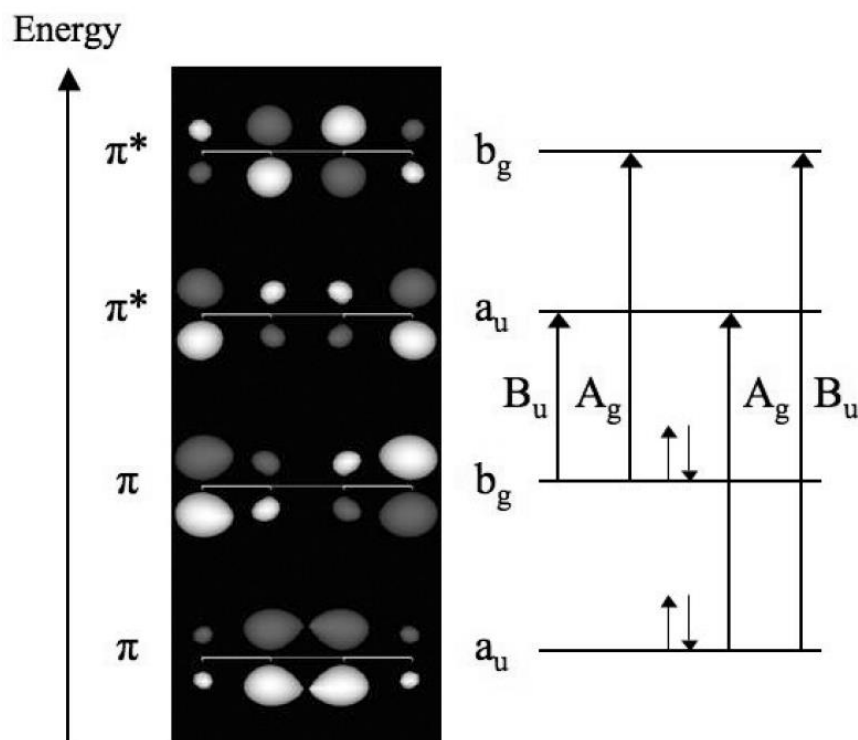 Energy
π*
b_g
π*
a_u
B_u A_g A_g B_u
π
b_g
π
a_u